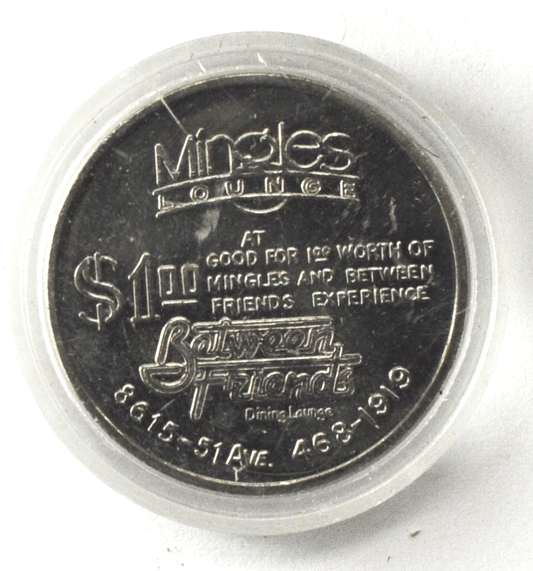 Mingles
LOUNGE
AT
$1.00 GOOD FOR 1.00 WORTH OF
MINGLES AND BETWEEN
FRIENDS EXPERIENCE
Between
Friends
Dining Lounge
8615-51 AVE. 468-1919